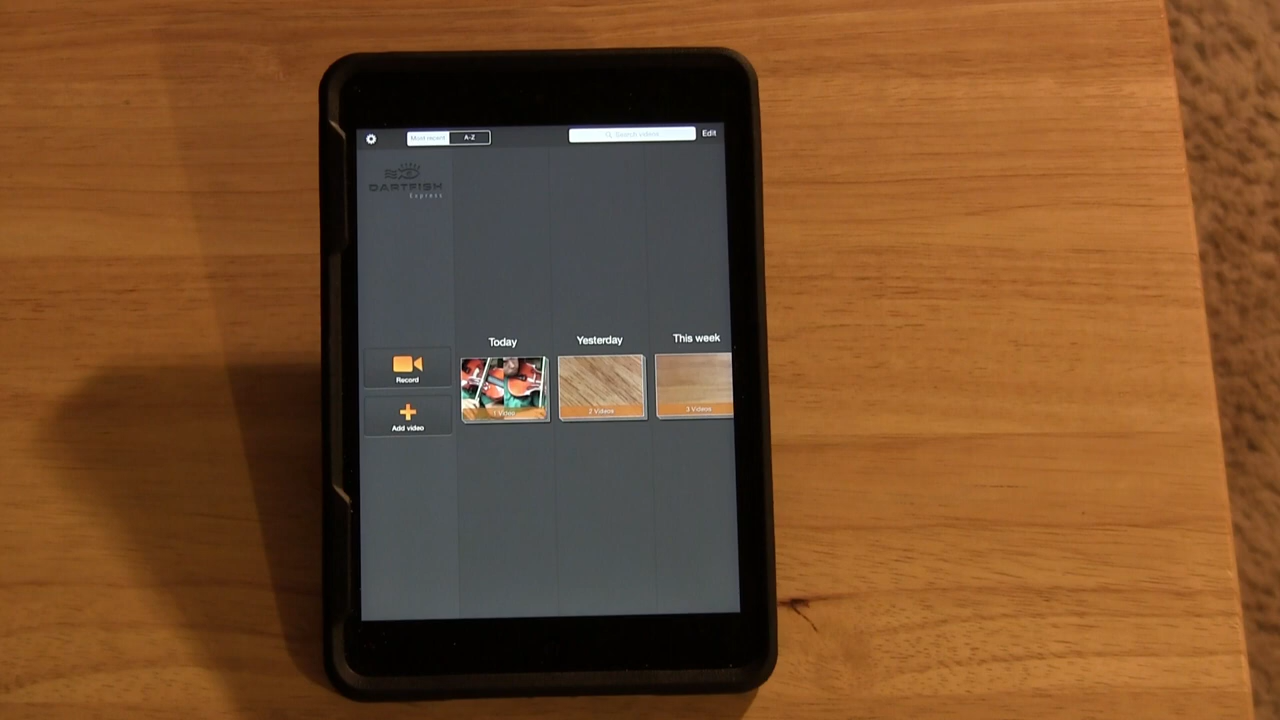 Most recent A-Z Search videos Edit
DARTFISH
Express
Today Yesterday This week
Record
1 Video 2 Videos 3 Videos
Add video